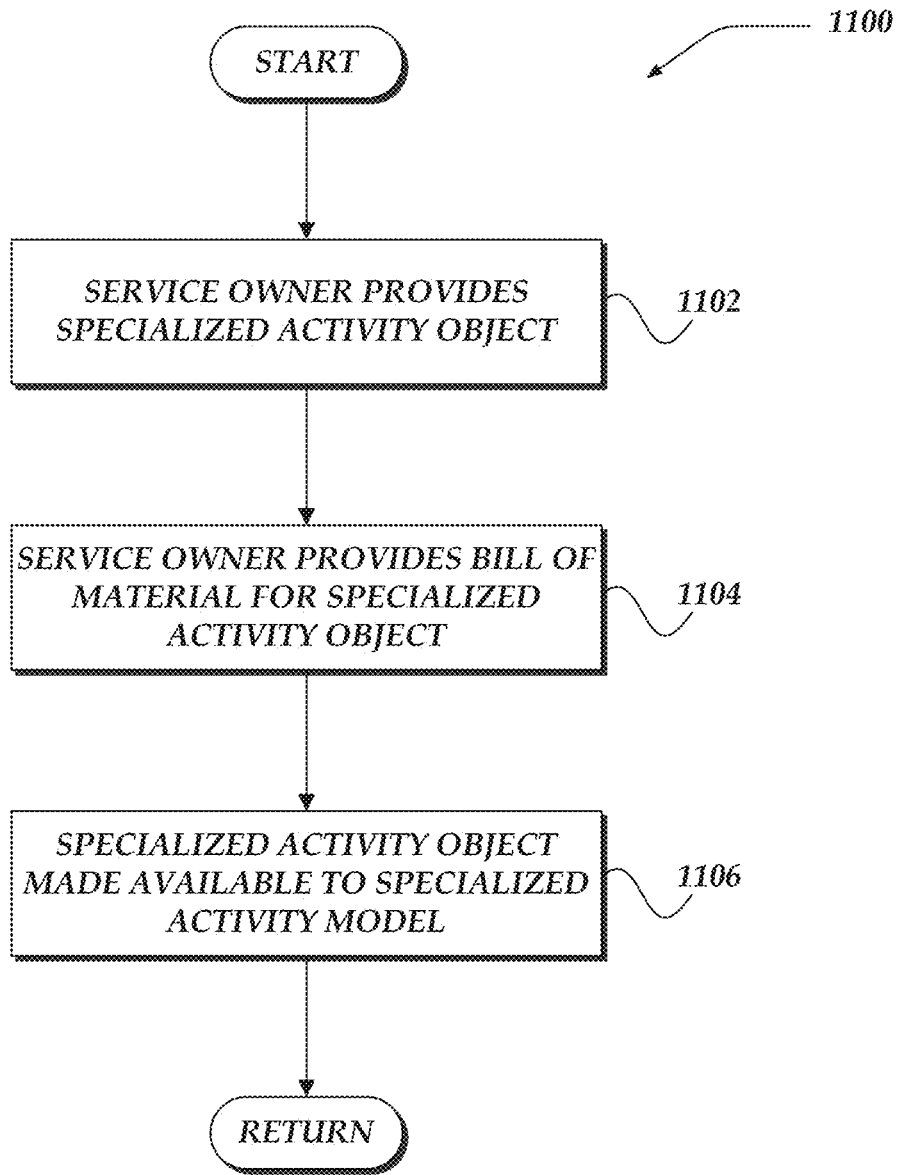 1100
START
SERVICE OWNER PROVIDES
SPECIALIZED ACTIVITY OBJECT
1102
SERVICE OWNER PROVIDES BILL OF
MATERIAL FOR SPECIALIZED
ACTIVITY OBJECT
1104
SPECIALIZED ACTIVITY OBJECT
MADE AVAILABLE TO SPECIALIZED
ACTIVITY MODEL
1106
RETURN